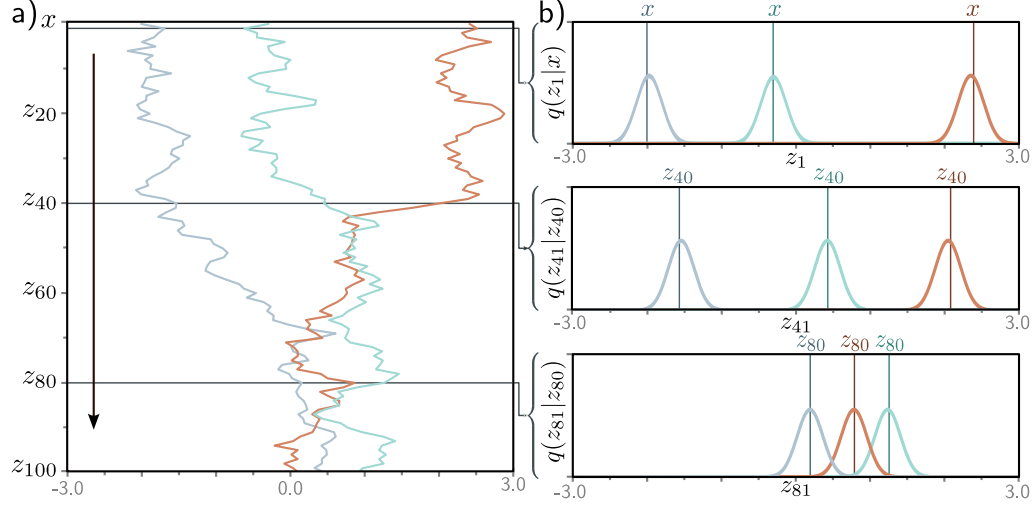 a)
x
z₂₀
z₄₀
z₆₀
z₈₀
z₁₀₀
-3.0 0.0 3.0
b)
x x x
q(z₁|x)
-3.0 z₁ 3.0
z₄₀ z₄₀ z₄₀
q(z₄₁|z₄₀)
-3.0 z₄₁ 3.0
z₈₀ z₈₀ z₈₀
q(z₈₁|z₈₀)
-3.0 z₈₁ 3.0